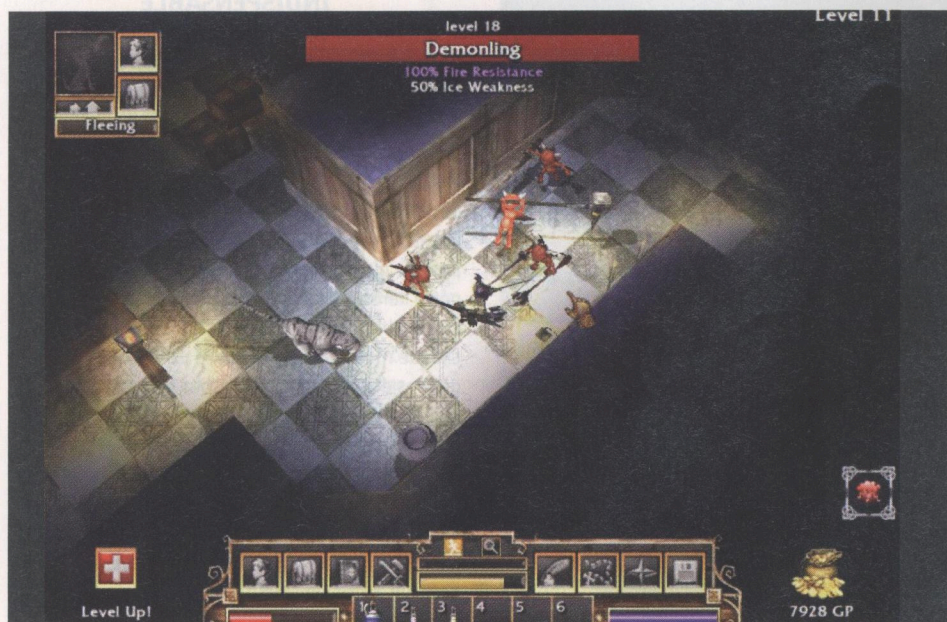 level 18
Level 11
Demonling
100% Fire Resistance
50% Ice Weakness
Fleeing
1 2 3 4 5 6
Level Up!
7928 GP